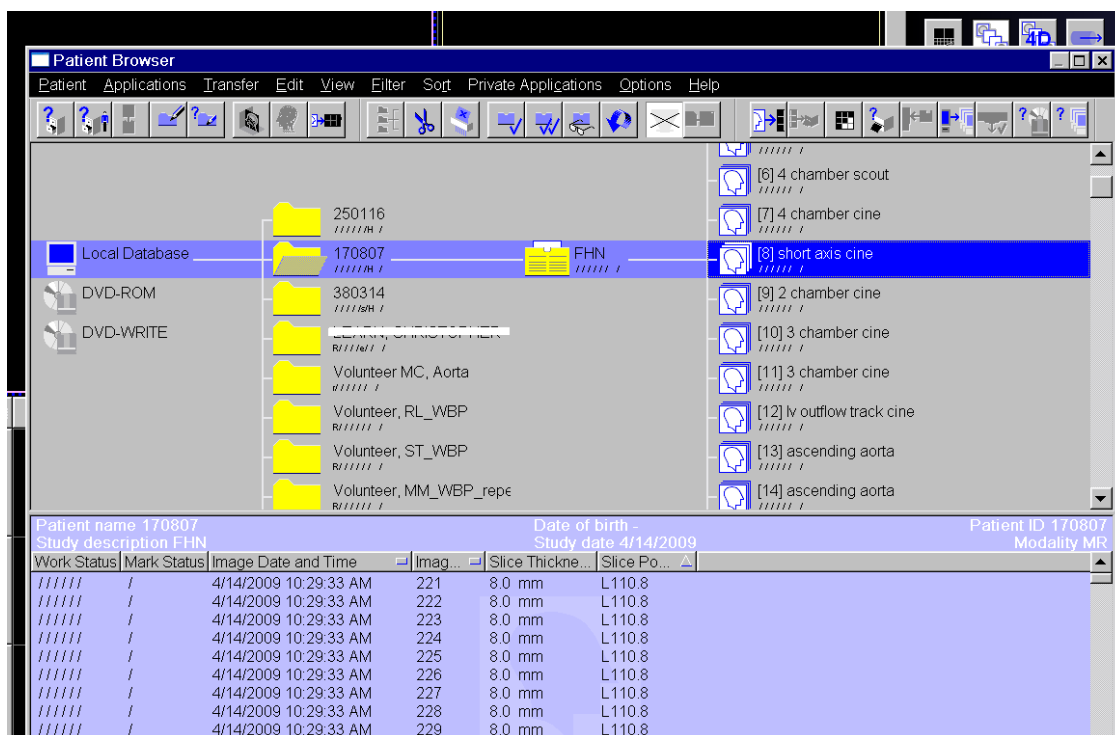 4D
Patient Browser
Patient Applications Transfer Edit View Filter Sort Private Applications Options Help
////// /
[6] 4 chamber scout
////// /
250116
//////H /
[7] 4 chamber cine
////// /
Local Database
170807
//////H /
FHN
////// /
[8] short axis cine
////// /
DVD-ROM
380314
/////s/H /
[9] 2 chamber cine
////// /
DVD-WRITE
R////e// /
[10] 3 chamber cine
////// /
Volunteer MC, Aorta
r////// /
[11] 3 chamber cine
////// /
Volunteer, RL_WBP
R////// /
[12] lv outflow track cine
////// /
Volunteer, ST_WBP
R////// /
[13] ascending aorta
////// /
Volunteer, MM_WBP_repe
R////// /
[14] ascending aorta
////// /
Patient name 170807 Date of birth - Patient ID 170807
Study description FHN Study date 4/14/2009 Modality MR
Work Status Mark Status Image Date and Time Imag... Slice Thickne... Slice Po...
////// / 4/14/2009 10:29:33 AM 221 8.0 mm L110.8
////// / 4/14/2009 10:29:33 AM 222 8.0 mm L110.8
////// / 4/14/2009 10:29:33 AM 223 8.0 mm L110.8
////// / 4/14/2009 10:29:33 AM 224 8.0 mm L110.8
////// / 4/14/2009 10:29:33 AM 225 8.0 mm L110.8
////// / 4/14/2009 10:29:33 AM 226 8.0 mm L110.8
////// / 4/14/2009 10:29:33 AM 227 8.0 mm L110.8
////// / 4/14/2009 10:29:33 AM 228 8.0 mm L110.8
////// / 4/14/2009 10:29:33 AM 229 8.0 mm L110.8